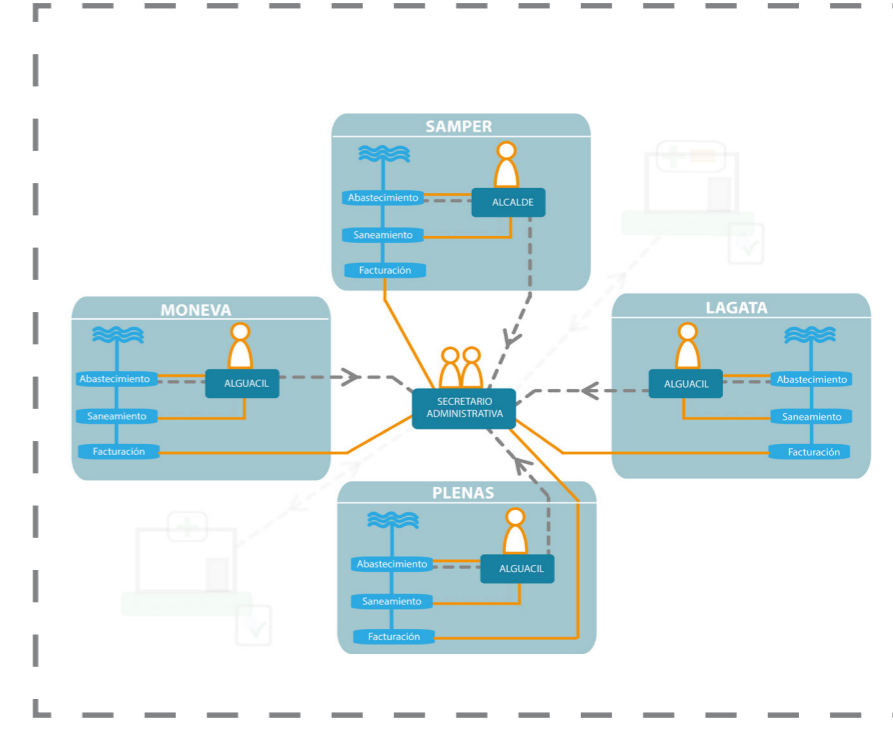 SAMPER
Abastecimiento
ALCALDE
Saneamiento
Facturación
MONEVA
Abastecimiento
ALGUACIL
Saneamiento
Facturación
SECRETARIO
ADMINISTRATIVA
LAGATA
ALGUACIL
Abastecimiento
Saneamiento
Facturación
PLENAS
Abastecimiento
ALGUACIL
Saneamiento
Facturación